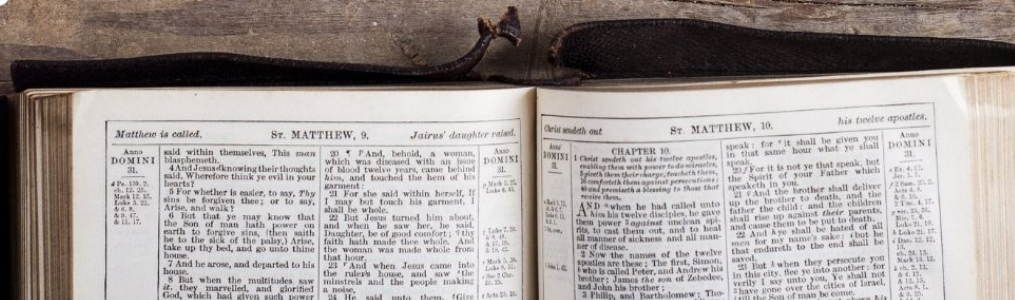 Matthew is called. St. MATTHEW, 9. Jairus' daughter raised.
Anno
DOMINI
31.
said within themselves, This man
blasphemeth.
4 And Jesus knowing their thoughts
said, Wherefore think ye evil in your
hearts?
5 For whether is easier, to say, Thy
sins be forgiven thee; or to say,
Arise, and walk?
6 But that ye may know that
the Son of man hath power on
earth to forgive sins, (then saith
he to the sick of the palsy,) Arise,
take up thy bed, and go unto thine
house.
7 And he arose, and departed to his
house.
8 But when the multitudes saw
it, they marvelled, and glorified
God, which had given such power
20 ¶ And, behold, a woman,
which was diseased with an issue
of blood twelve years, came behind
him, and touched the hem of his
garment:
21 For she said within herself, If
I may but touch his garment, I
shall be whole.
22 But Jesus turned him about,
and when he saw her, he said,
Daughter, be of good comfort; thy
faith hath made thee whole. And
the woman was made whole from
that hour.
23 And when Jesus came into
the ruler's house, and saw the
minstrels and the people making
a noise,
24 He said unto them, Give
Christ sendeth out St. MATTHEW, 10. his twelve apostles.
Anno
DOMINI
31.
CHAPTER 10.
1 Christ sendeth out his twelve apostles,
enabling them with power to do miracles,
AND when he had called unto
him his twelve disciples, he gave
them power against unclean spi-
rits, to cast them out, and to heal
all manner of sickness and all man-
ner of disease.
2 Now the names of the twelve
apostles are these; The first, Simon,
who is called Peter, and Andrew his
brother; James the son of Zebedee,
and John his brother;
3 Philip, and Bartholomew; Tho-
speak: for it shall be given you
in that same hour what ye shall
speak.
20 For it is not ye that speak, but
the Spirit of your Father which
speaketh in you.
21 And the brother shall deliver
up the brother to death, and the
father the child: and the children
shall rise up against their parents,
and cause them to be put to death.
22 And ye shall be hated of all
men for my name's sake: but he
that endureth to the end shall be
saved.
23 But when they persecute you
in this city, flee ye into another: for
verily I say unto you, Ye shall not
have gone over the cities of Israel,
till the Son of man be come.
Anno
DOMINI
31.